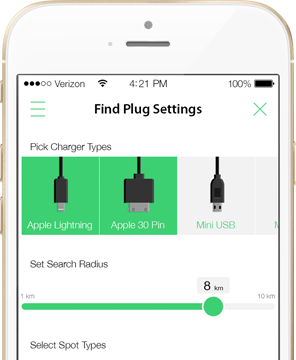 Verizon 4:21 PM 100%
Find Plug Settings
Pick Charger Types
Apple Lightning Apple 30 Pin Mini USB
Set Search Radius
8 km
1 km 10 km
Select Spot Types